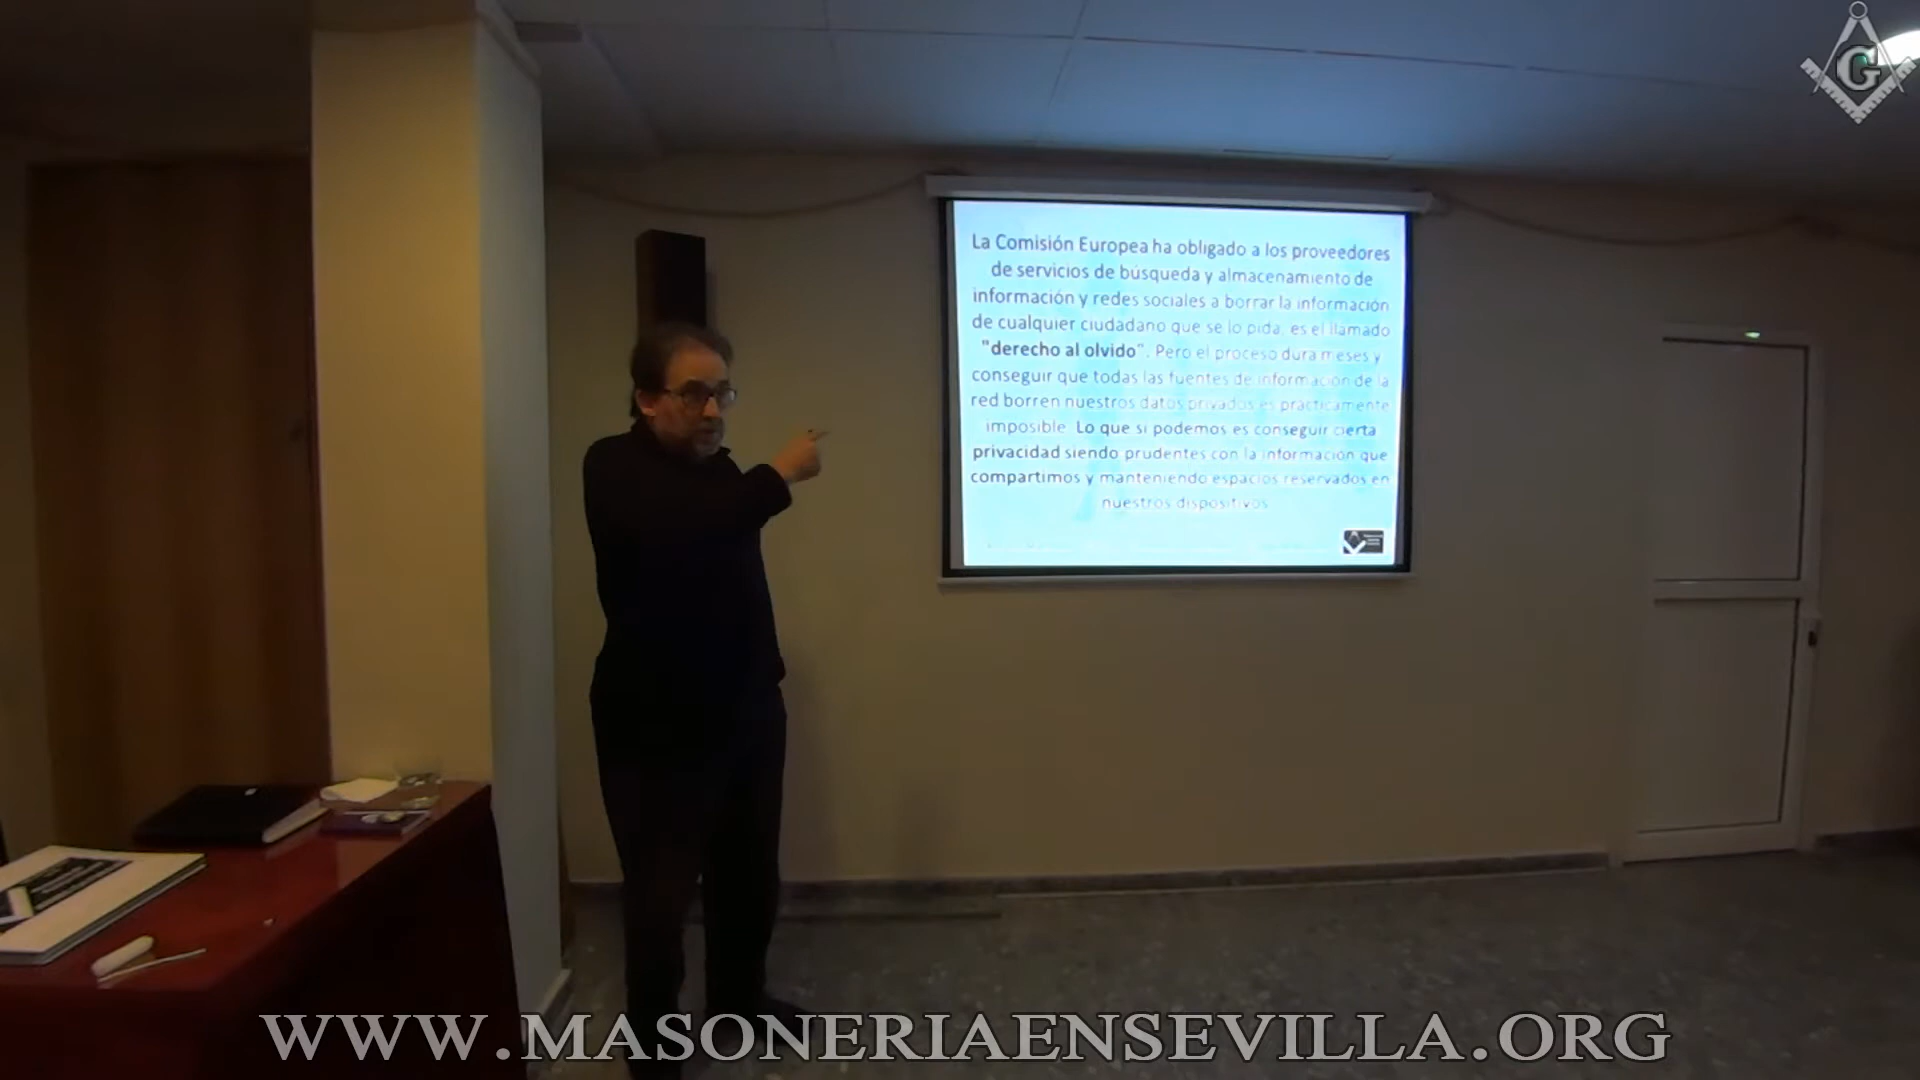 G
La Comisión Europea ha obligado a los proveedores
de servicios de búsqueda y almacenamiento de
información y redes sociales a borrar la información
de cualquier ciudadano que se lo pida, es el llamado
"derecho al olvido". Pero el proceso dura meses y
conseguir que todas las fuentes de información de la
red borren nuestros datos privados es prácticamente
imposible. Lo que si podemos es conseguir cierta
privacidad siendo prudentes con la información que
compartimos y manteniendo espacios reservados en
nuestros dispositivos
WWW.MASONERIAENSEVILLA.ORG